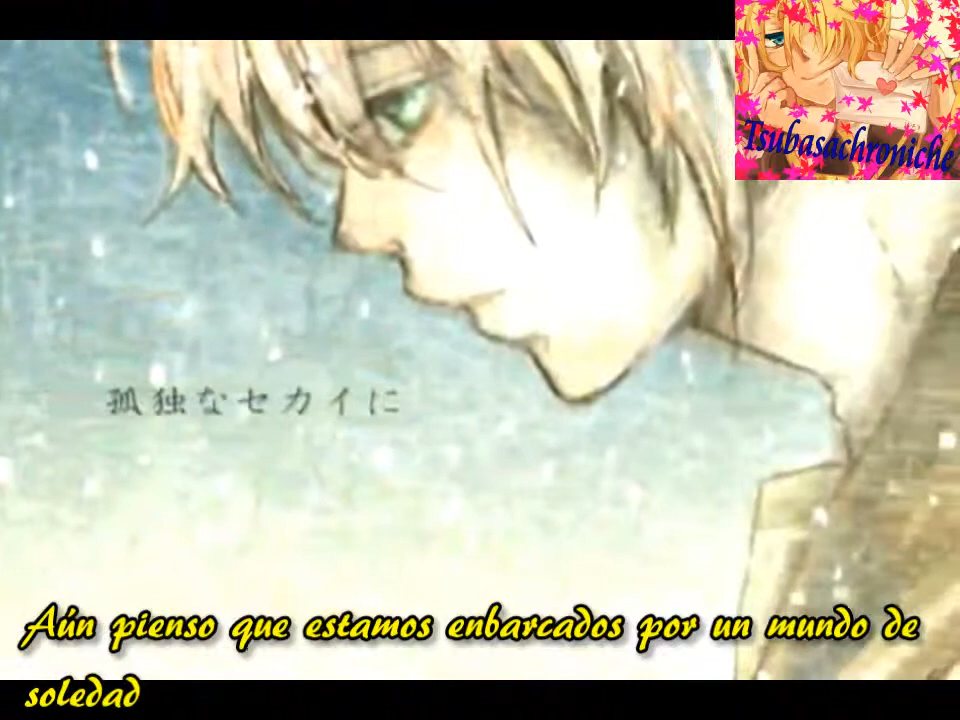 Tsubasachroniche
孤独なセカイに
Aún pienso que estamos enbarcados por un mundo de
soledad